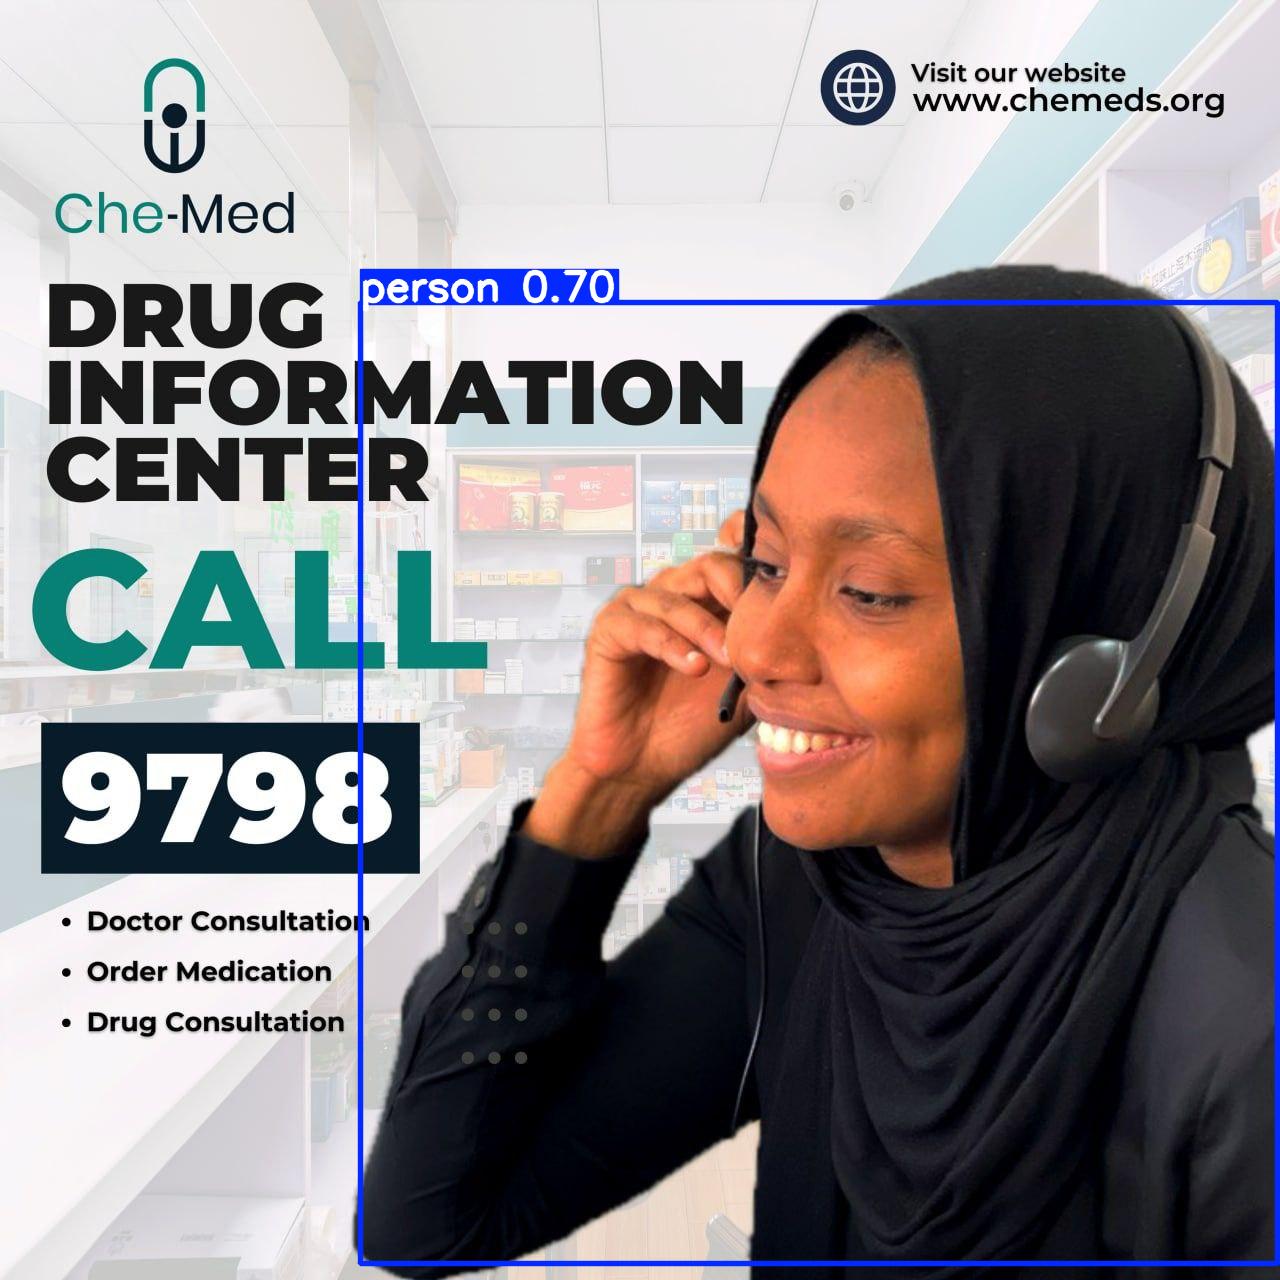 Visit our website
www.chemeds.org
Che-Med
person 0.70
DRUG
INFORMATION
CENTER
CALL
9798
• Doctor Consultation
• Order Medication
• Drug Consultation